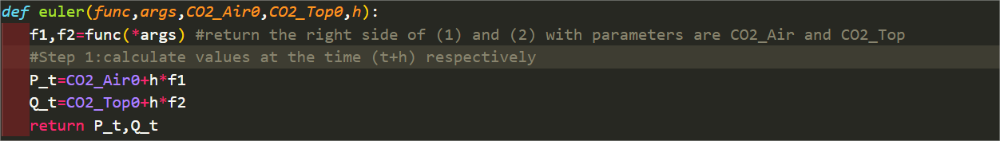 def euler(func,args,CO2_Air0,CO2_Top0,h):
f1,f2=func(*args) #return the right side of (1) and (2) with parameters are CO2_Air and CO2_Top
#Step 1:calculate values at the time (t+h) respectively
P_t=CO2_Air0+h*f1
Q_t=CO2_Top0+h*f2
return P_t,Q_t